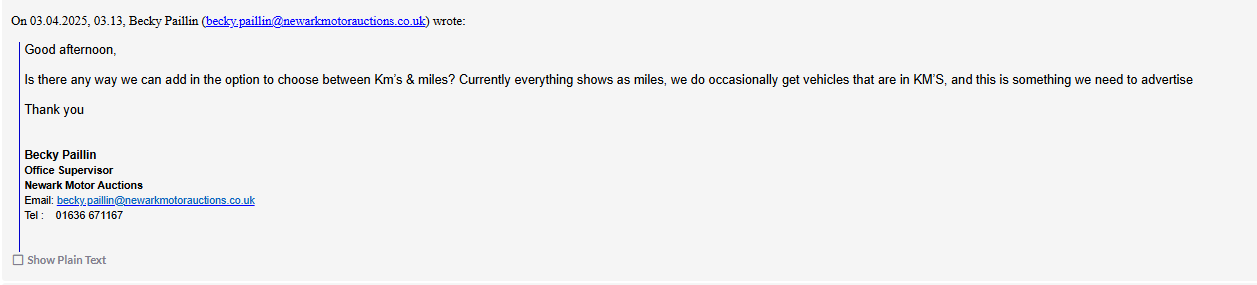 On 03.04.2025, 03.13, Becky Paillin (becky.paillin@newarkmotorauctions.co.uk) wrote:
Good afternoon,
Is there any way we can add in the option to choose between Km's & miles? Currently everything shows as miles, we do occasionally get vehicles that are in KM'S, and this is something we need to advertise
Thank you
Becky Paillin
Office Supervisor
Newark Motor Auctions
Email: becky.paillin@newarkmotorauctions.co.uk
Tel : 01636 671167
Show Plain Text